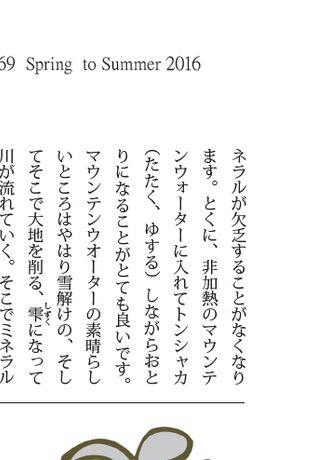 69 Spring to Summer 2016
ネラルが欠乏することがなくなり
ます。とくに、非加熱のマウンテ
ンウォーターに入れてトンシャカ
(たたく、ゆする)しながらおと
りになることがとても良いです。
マウンテンウオーターの素晴らし
いところはやはり雪解けの、そし
てそこで大地を削る、雫になって
しずく
川が流れていく。そこでミネラル